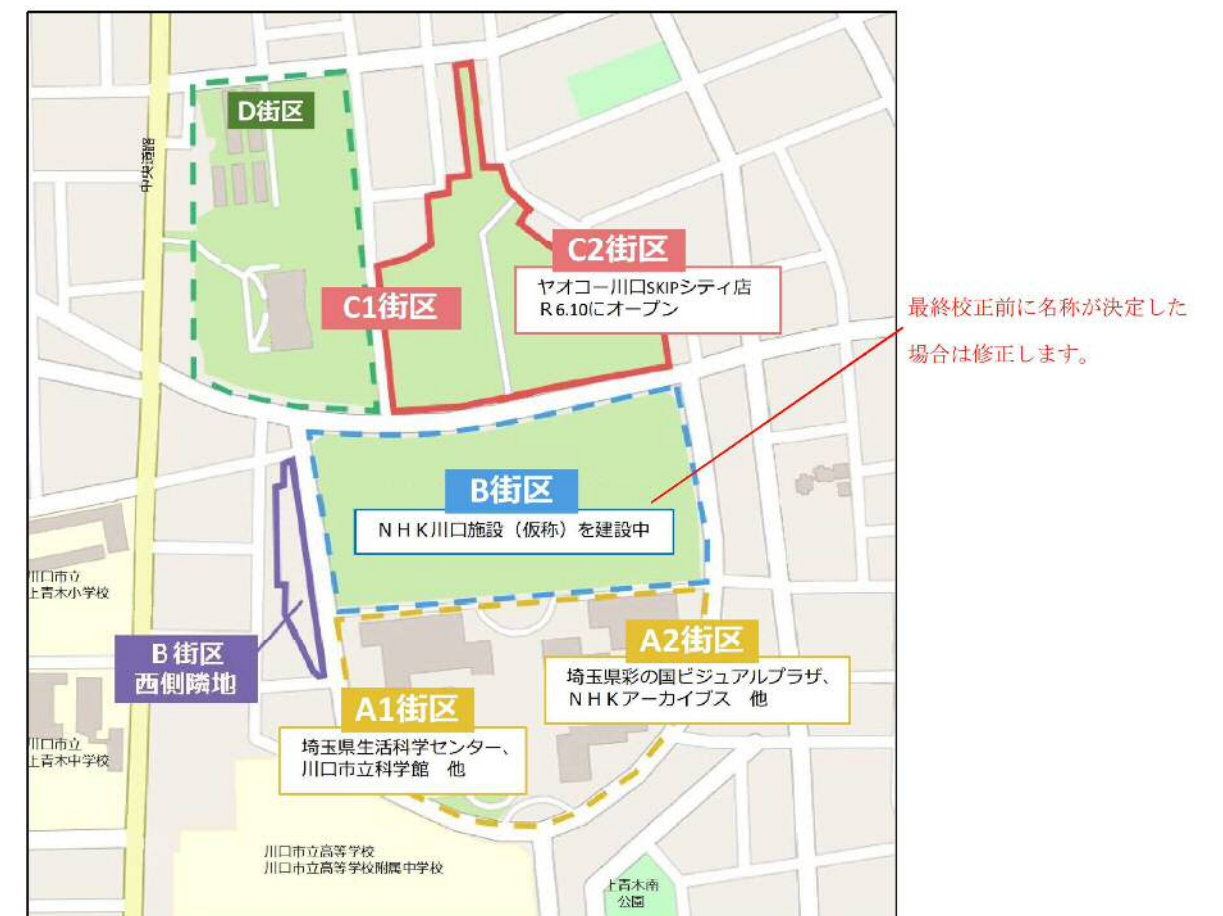 D街区
中央通路
C2街区
ヤオコー川口SKIPシティ店
R6.10にオープン
C1街区
最終校正前に名称が決定した
場合は修正します。
B街区
NHK川口施設（仮称）を建設中
川口市立
上青木小学校
B街区
西側隣地
A2街区
埼玉県彩の国ビジュアルプラザ、
NHKアーカイブス　他
A1街区
埼玉県生活科学センター、
川口市立科学館　他
川口市立
上青木中学校
川口市立高等学校
川口市立高等学校附属中学校
上青木南
公園